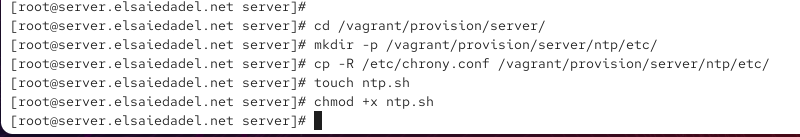 [root@server.elsaiedadel.net server]#
[root@server.elsaiedadel.net server]# cd /vagrant/provision/server/
[root@server.elsaiedadel.net server]# mkdir -p /vagrant/provision/server/ntp/etc/
[root@server.elsaiedadel.net server]# cp -R /etc/chrony.conf /vagrant/provision/server/ntp/etc/
[root@server.elsaiedadel.net server]# touch ntp.sh
[root@server.elsaiedadel.net server]# chmod +x ntp.sh
[root@server.elsaiedadel.net server]#